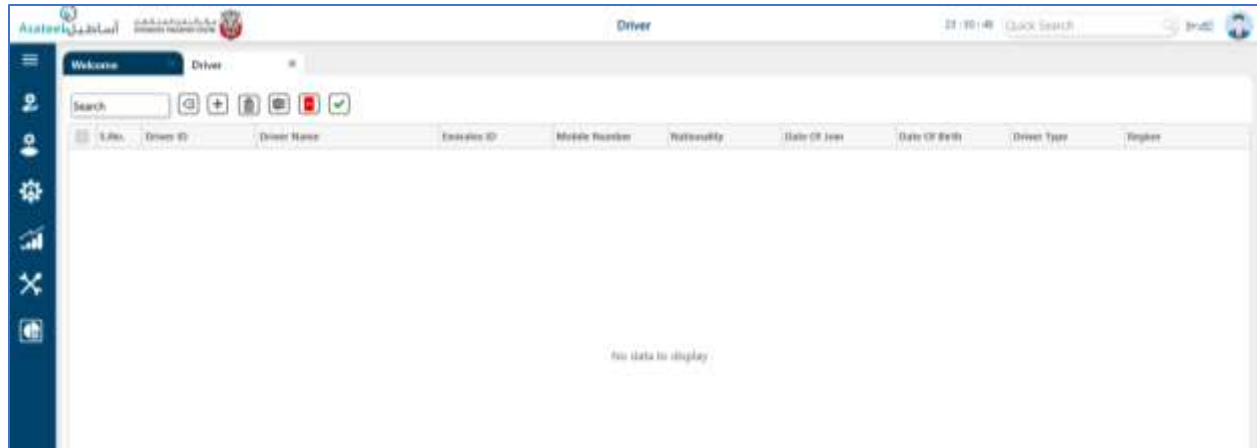 Asateel أساطيل
Driver
Quick Search
Welcome
Driver
Search
S.No. Driver ID Driver Name Emirates ID Mobile Number Nationality Date Of Join Date Of Birth Driver Type Region
No data to display